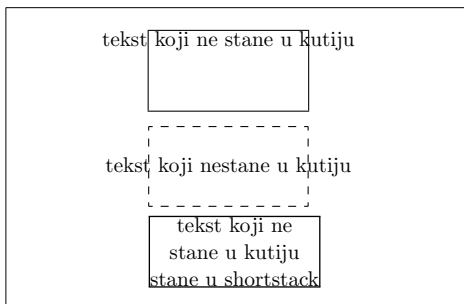 tekst koji ne stane u kutiju
tekst koji nestane u kutiju
tekst koji ne
stane u kutiju
stane u shortstack